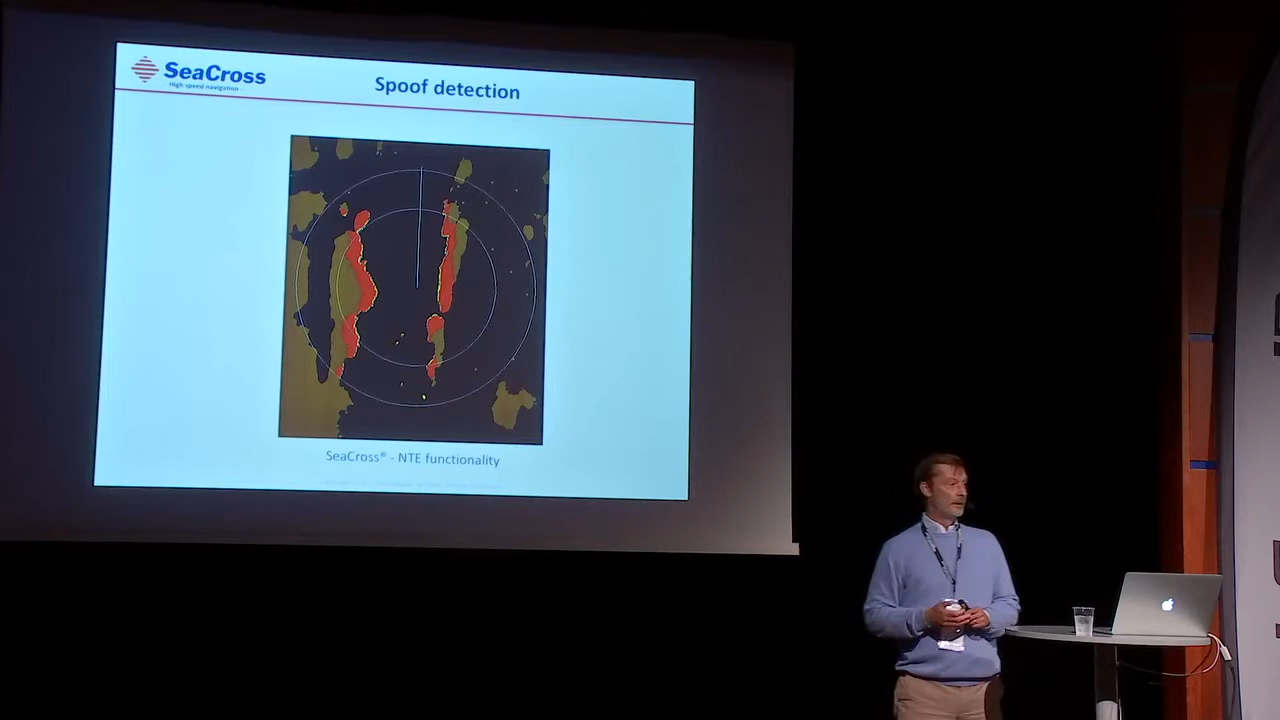 SeaCross
High speed navigation
Spoof detection
SeaCross® - NTE functionality